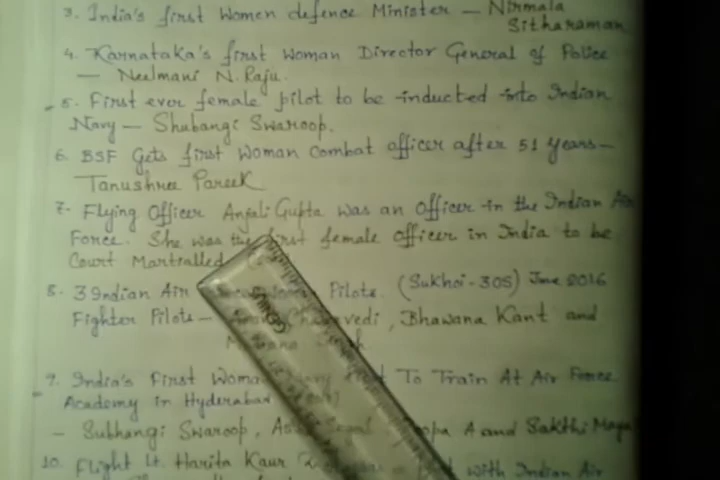 3. India's first women defence Minister — Nirmala
Sitharaman
4. Karnataka's first woman Director General of Police
— Neelmani N. Raju.
5. First ever female pilot to be inducted into Indian
Navy — Shubangi Swaroop.
6. BSF Gets first Woman Combat officer after 51 years—
Tanushree Pareek
7- Flying Officer Anjali Gupta was an officer in the Indian Air
Force. She was the first female officer in India to be
Court Martialled
8. 3 Indian Air Pilots. (Sukhoi-30S) June 2016
Fighter Pilots — Bhawana Kant and
9. India's First To Train At Air Force
Academy in Hyderabad
— Subhangi Swaroop, A and Sakthi Maya
10. Flight Lt. Harita Kaur with Indian Air